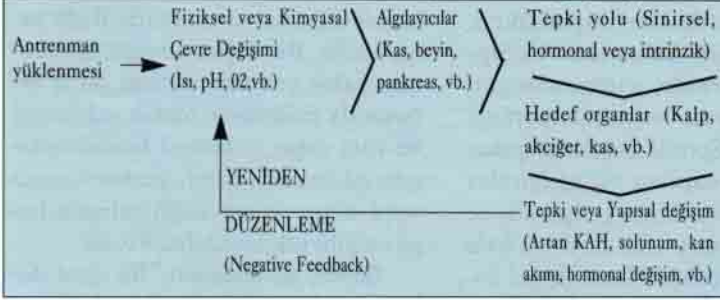 Antrenman
yüklenmesi
Fiziksel veya Kimyasal
Çevre Değişimi
(Isı, pH, 02,vb.)
Algılayıcılar
(Kas, beyin,
pankreas, vb.)
Tepki yolu (Sinirsel,
hormonal veya intrinzik)
Hedef organlar (Kalp,
akciğer, kas, vb.)
Tepki veya Yapısal değişim
(Artan KAH, solunum, kan
akımı, hormonal değişim, vb.)
YENİDEN
DÜZENLEME
(Negative Feedback)